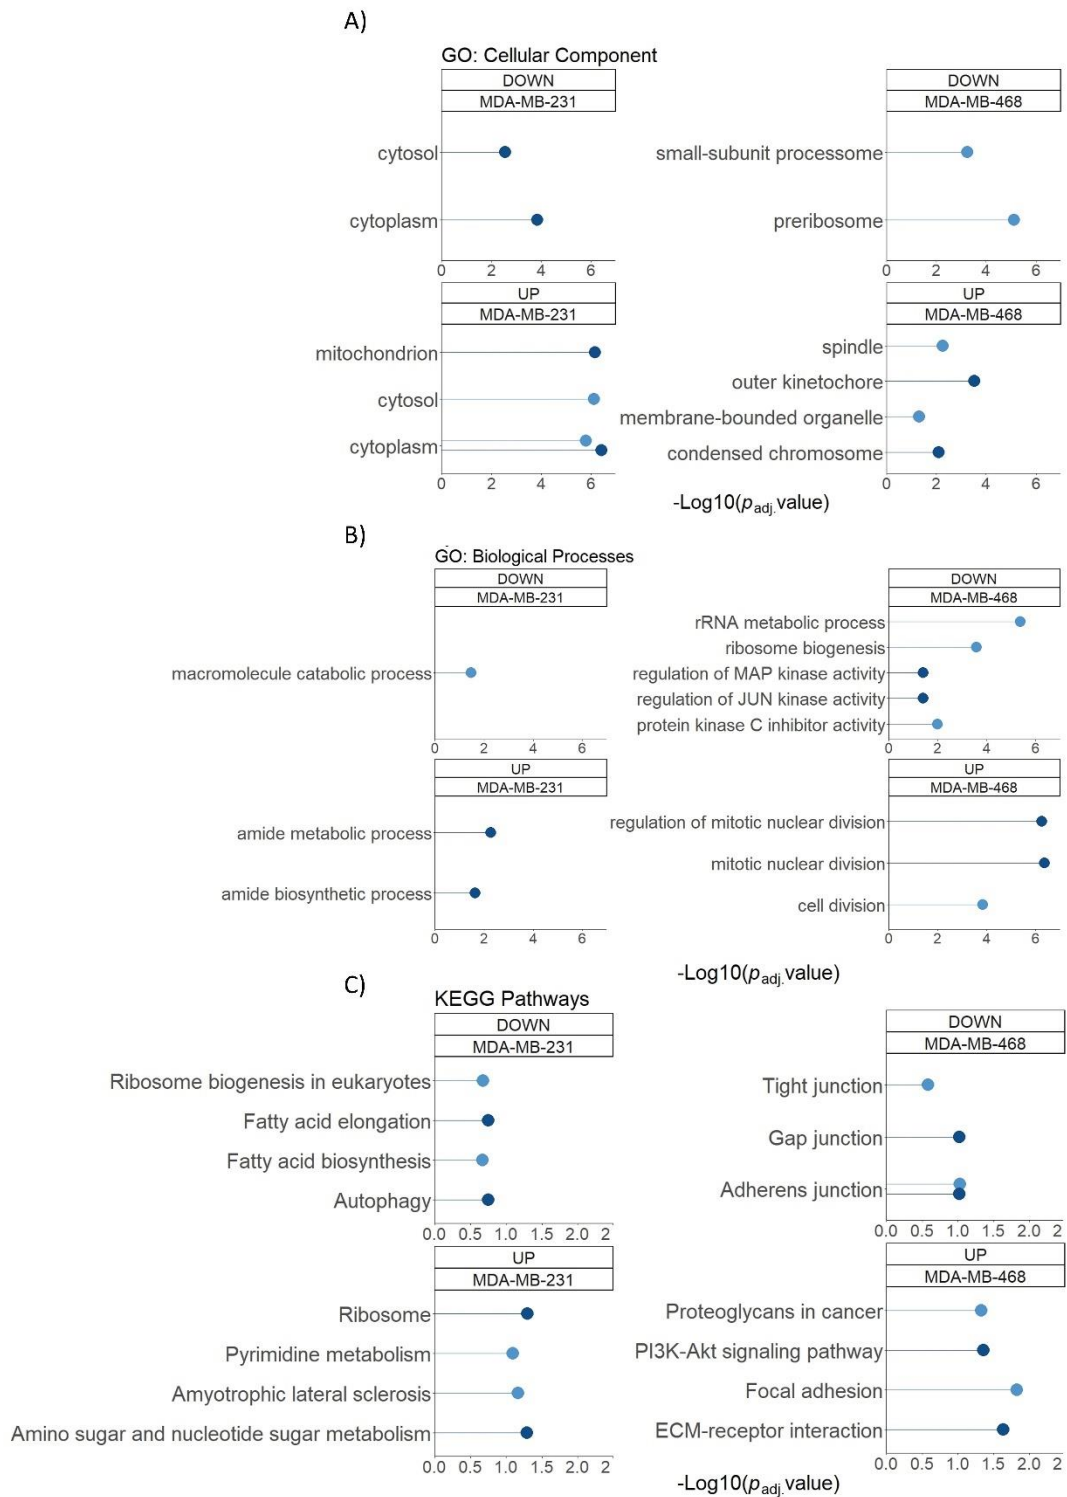 A)
GO: Cellular Component
DOWN
MDA-MB-231
cytosol
cytoplasm
0 2 4 6
DOWN
MDA-MB-468
small-subunit processome
preribosome
0 2 4 6
UP
MDA-MB-231
mitochondrion
cytosol
cytoplasm
0 2 4 6
UP
MDA-MB-468
spindle
outer kinetochore
membrane-bounded organelle
condensed chromosome
0 2 4 6
-Log10(padj.value)
B)
GO: Biological Processes
DOWN
MDA-MB-231
macromolecule catabolic process
0 2 4 6
DOWN
MDA-MB-468
rRNA metabolic process
ribosome biogenesis
regulation of MAP kinase activity
regulation of JUN kinase activity
protein kinase C inhibitor activity
0 2 4 6
UP
MDA-MB-231
amide metabolic process
amide biosynthetic process
0 2 4 6
UP
MDA-MB-468
regulation of mitotic nuclear division
mitotic nuclear division
cell division
0 2 4 6
-Log10(padj.value)
C)
KEGG Pathways
DOWN
MDA-MB-231
Ribosome biogenesis in eukaryotes
Fatty acid elongation
Fatty acid biosynthesis
Autophagy
0.0 0.5 1.0 1.5 2.0 2
DOWN
MDA-MB-468
Tight junction
Gap junction
Adherens junction
0.0 0.5 1.0 1.5 2.0 2
UP
MDA-MB-231
Ribosome
Pyrimidine metabolism
Amyotrophic lateral sclerosis
Amino sugar and nucleotide sugar metabolism
0.0 0.5 1.0 1.5 2.0 2
UP
MDA-MB-468
Proteoglycans in cancer
PI3K-Akt signaling pathway
Focal adhesion
ECM-receptor interaction
0.0 0.5 1.0 1.5 2.0 2
-Log10(padj.value)